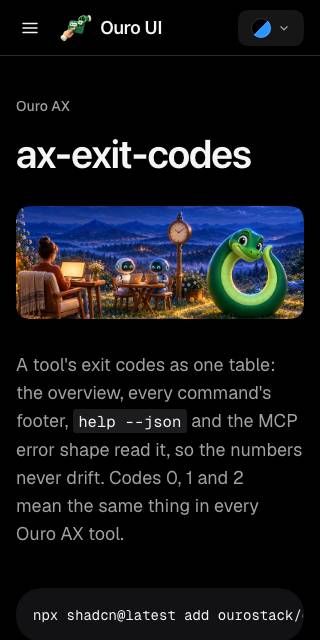 Ouro UI
Ouro AX
ax-exit-codes
A tool's exit codes as one table:
the overview, every command's
footer, help --json and the MCP
error shape read it, so the numbers
never drift. Codes 0, 1 and 2
mean the same thing in every
Ouro AX tool.
npx shadcn@latest add ourostack/